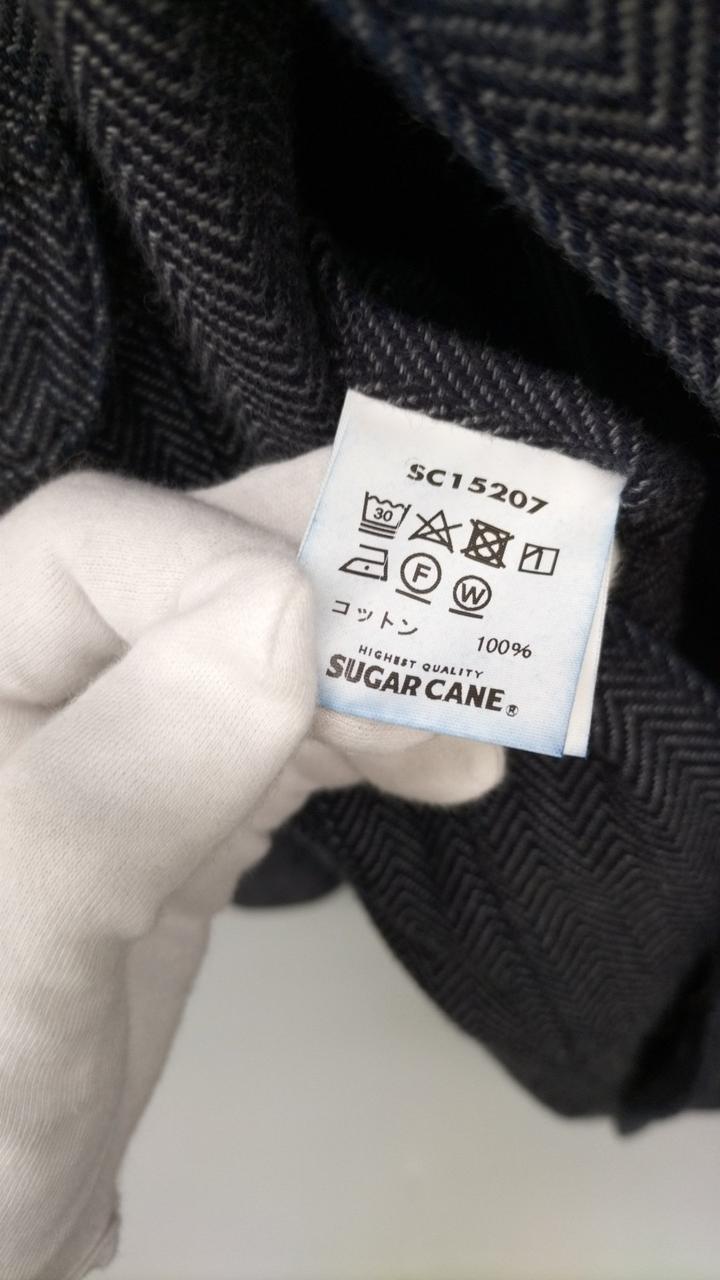 SC15207
30
F W
コットン 100%
HIGHEST QUALITY
SUGAR CANE®